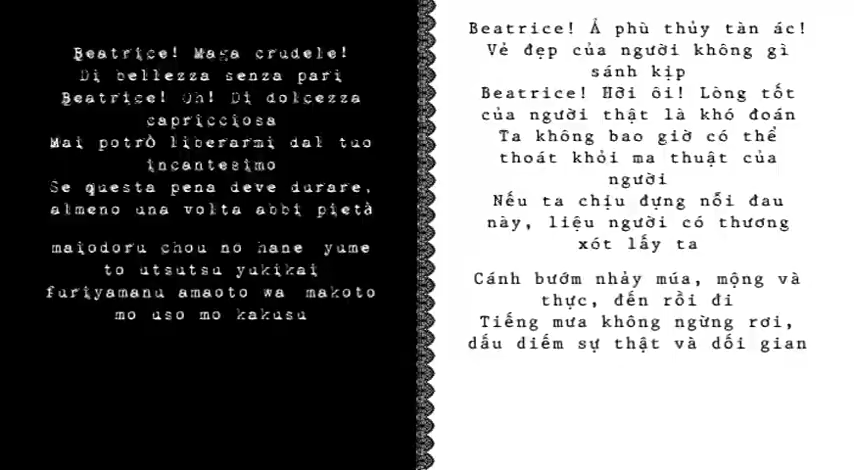 Beatrice! Maga crudele!
Di bellezza senza pari
Beatrice! Oh! Di dolcezza
capricciosa
Mai potrò liberarmi dal tuo
incantesimo
Se questa pena deve durare,
almeno una volta abbi pietà
maiodoru chou no hane yume
to utsutsu yukikai
furiyamanu amaoto wa makoto
mo uso mo kakusu
Beatrice! Ả phù thủy tàn ác!
Vẻ đẹp của người không gì
sánh kịp
Beatrice! Hỡi ôi! Lòng tốt
của người thật là khó đoán
Ta không bao giờ có thể
thoát khỏi ma thuật của
người
Nếu ta chịu đựng nỗi đau
này, liệu người có thương
xót lấy ta
Cánh bướm nhảy múa, mộng và
thực, đến rồi đi
Tiếng mưa không ngừng rơi,
dấu diếm sự thật và dối gian